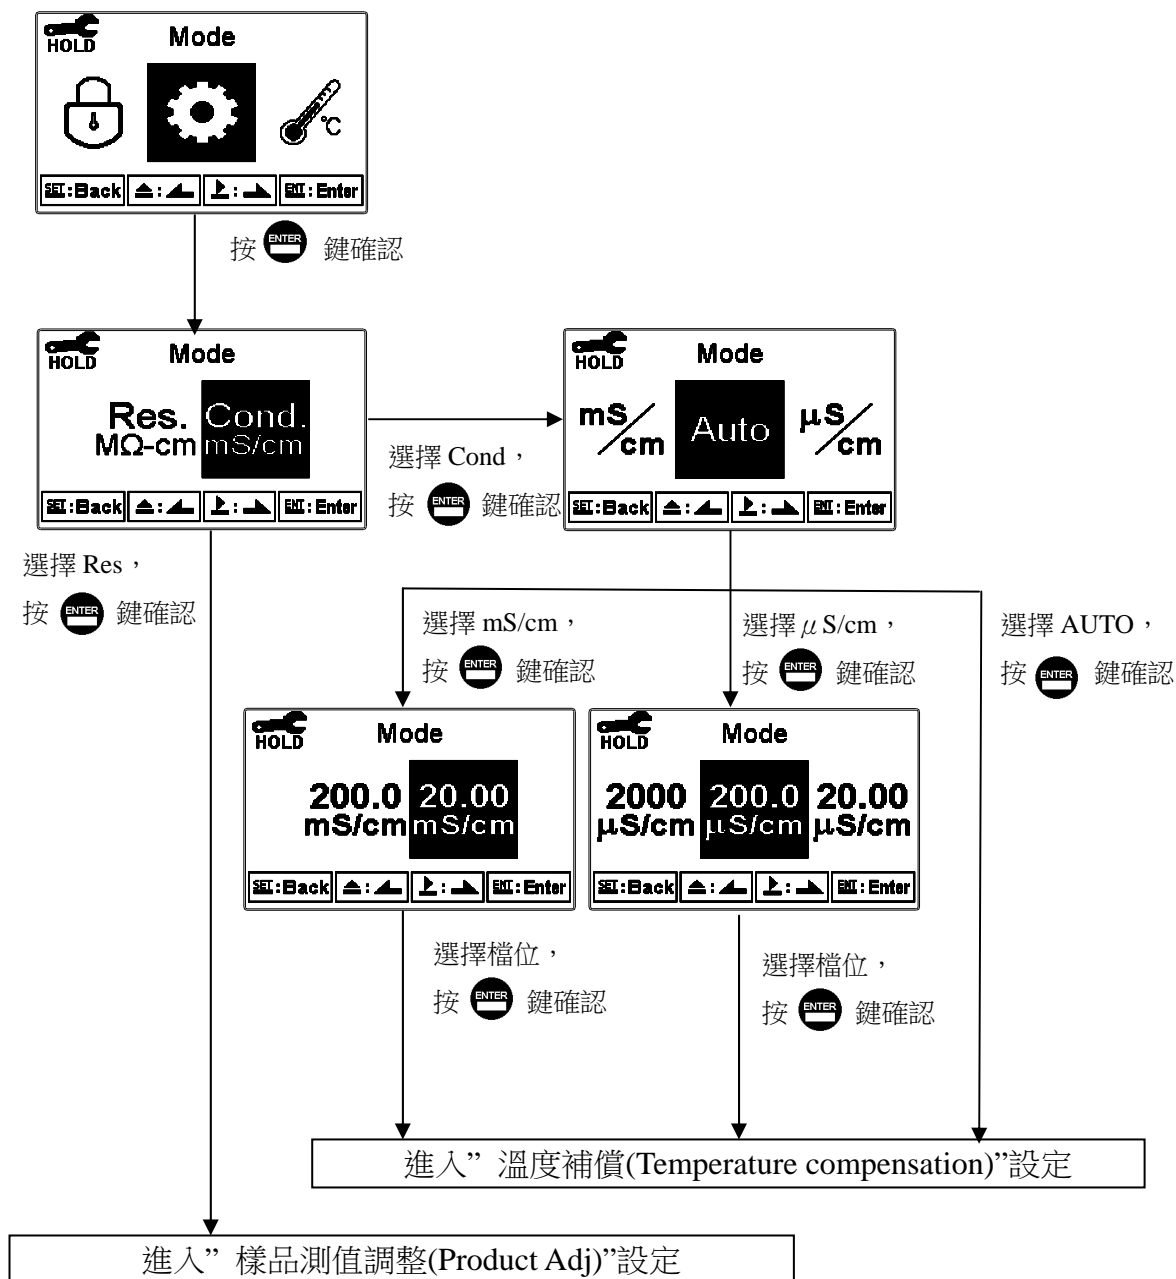 HOLD Mode
℃
SET:Back ENT:Enter
按 ENTER 鍵確認
HOLD Mode
Res. Cond.
MΩ-cm mS/cm
SET:Back ENT:Enter
選擇 Cond，
按 ENTER 鍵確認
HOLD Mode
mS/cm Auto μS/cm
SET:Back ENT:Enter
選擇 Res，
按 ENTER 鍵確認
選擇 mS/cm，
按 ENTER 鍵確認
選擇 μ S/cm，
按 ENTER 鍵確認
選擇 AUTO，
按 ENTER 鍵確認
HOLD Mode
200.0 20.00
mS/cm mS/cm
SET:Back ENT:Enter
HOLD Mode
2000 200.0 20.00
μS/cm μS/cm μS/cm
SET:Back ENT:Enter
選擇檔位，
按 ENTER 鍵確認
選擇檔位，
按 ENTER 鍵確認
進入” 溫度補償(Temperature compensation)”設定
進入” 樣品測值調整(Product Adj)”設定